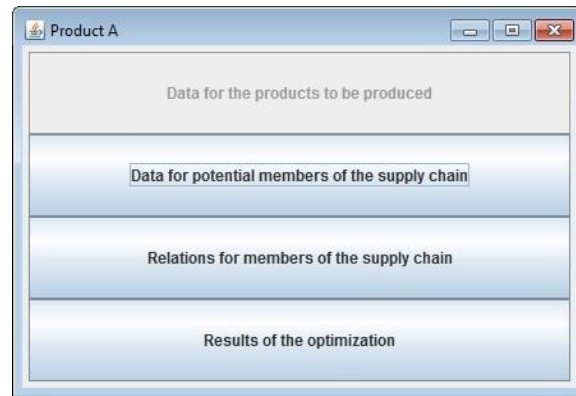 Product A
Data for the products to be produced
Data for potential members of the supply chain
Relations for members of the supply chain
Results of the optimization